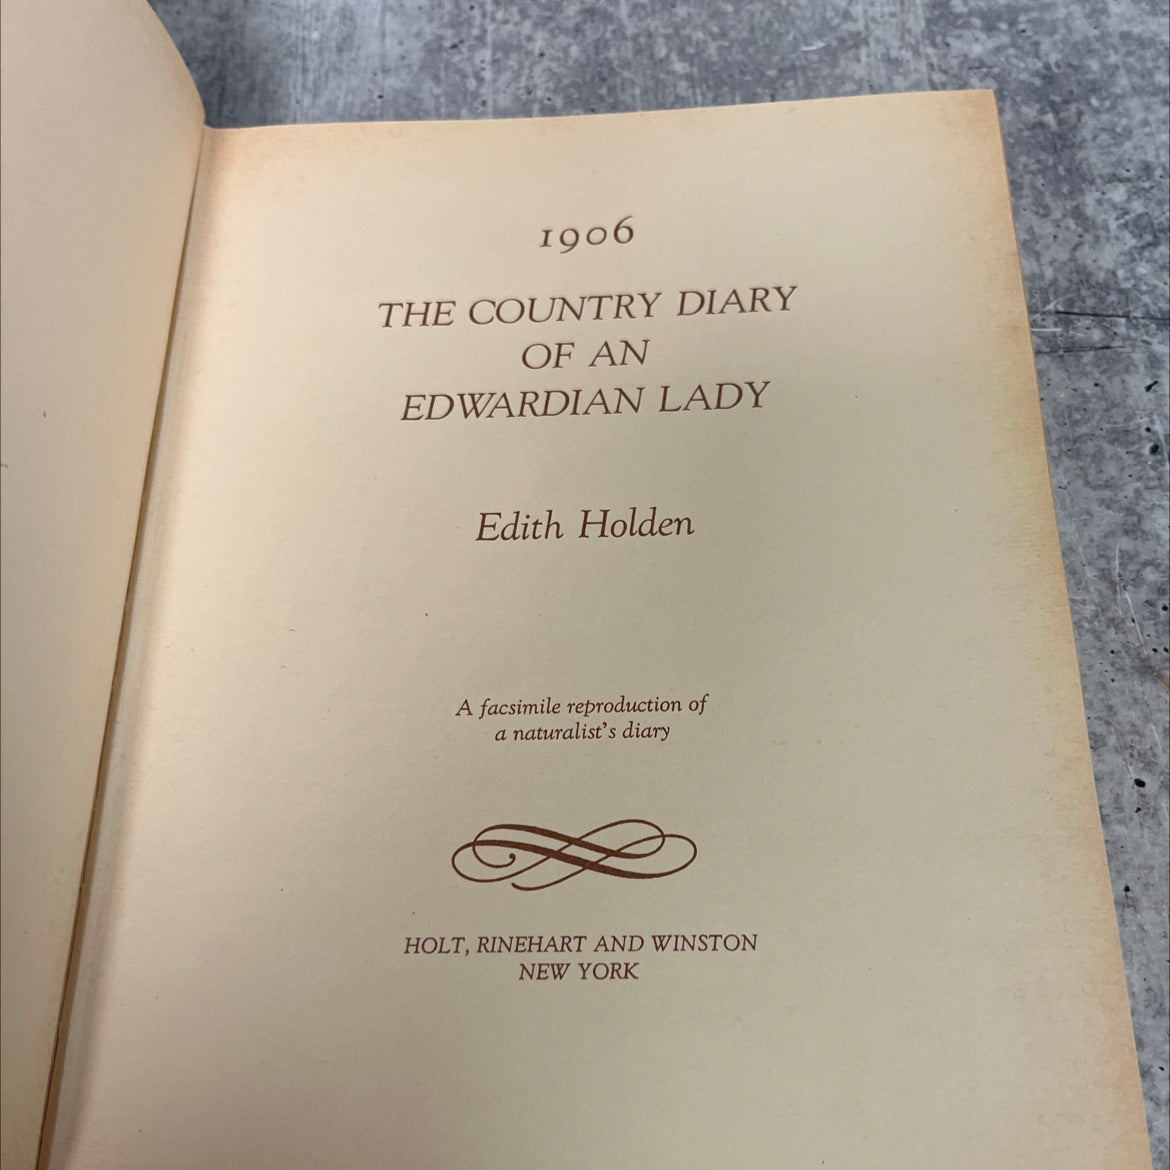 1906
THE COUNTRY DIARY
OF AN
EDWARDIAN LADY
Edith Holden
A facsimile reproduction of
a naturalist's diary
HOLT, RINEHART AND WINSTON
NEW YORK